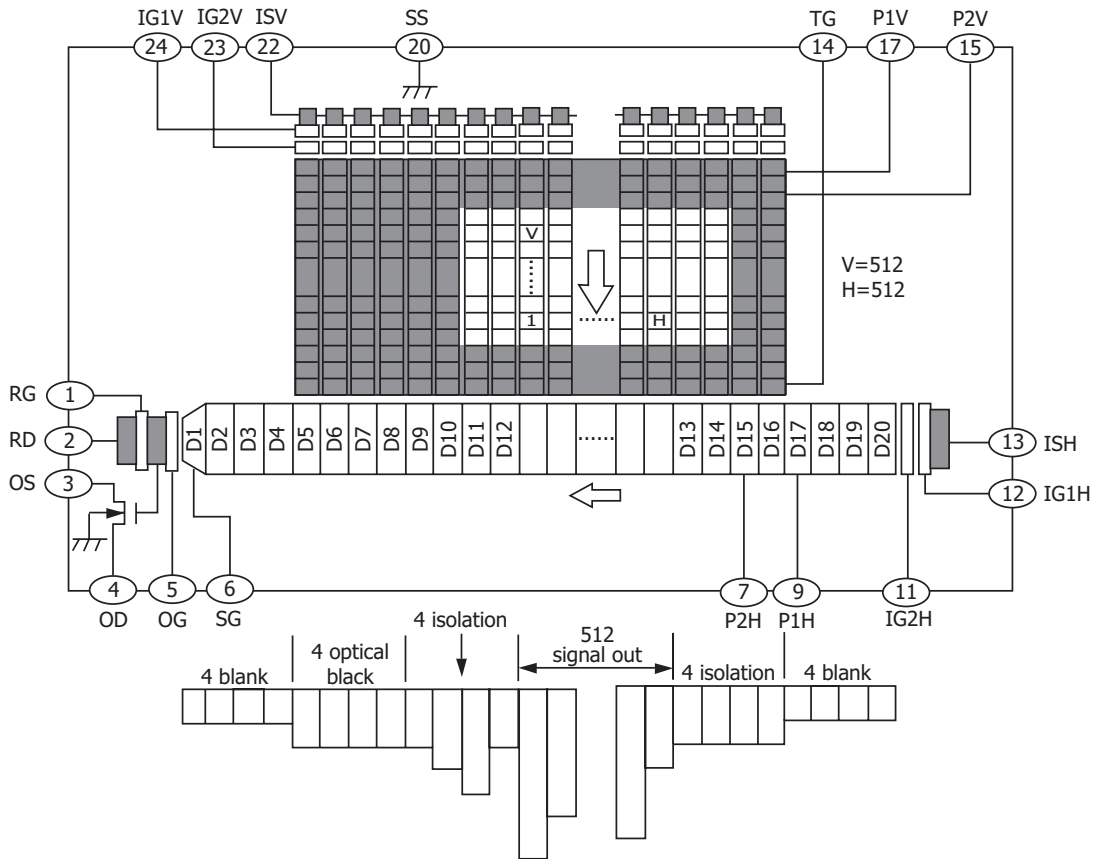 IG1V IG2V ISV SS TG P1V P2V
24 23 22 20 14 17 15
V
1
H
V=512
H=512
RG 1
RD 2
OS 3
D1 D2 D3 D4 D5 D6 D7 D8 D9 D10 D11 D12 ...... D13 D14 D15 D16 D17 D18 D19 D20
13 ISH
12 IG1H
4 5 6 7 9 11
OD OG SG P2H P1H IG2H
4 blank
4 optical
black
4 isolation
512
signal out
4 isolation
4 blank